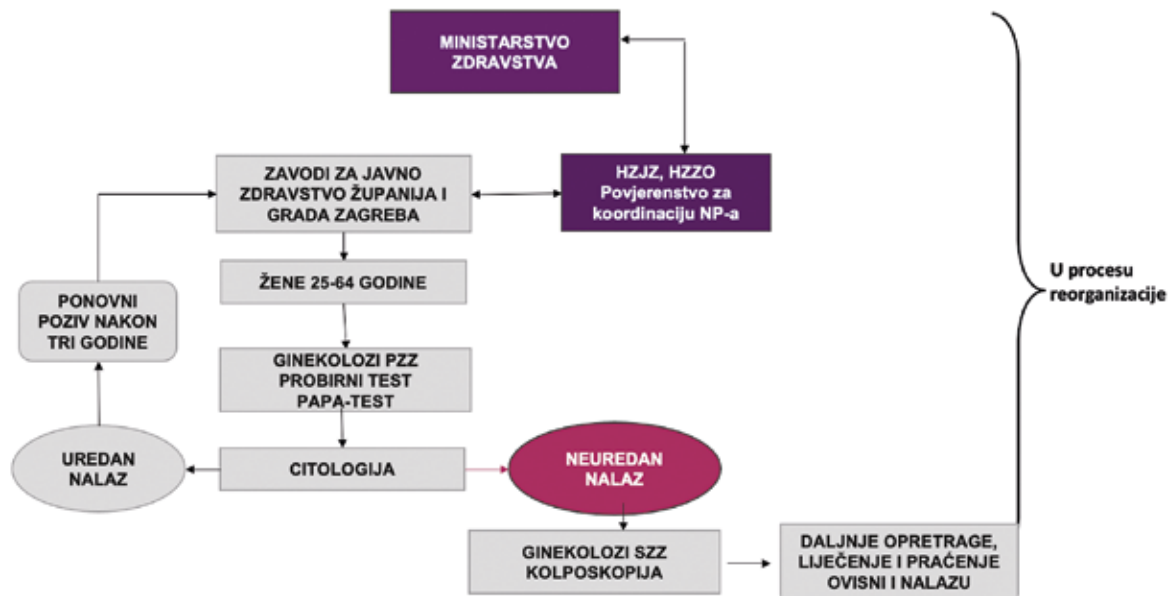 MINISTARSTVO
ZDRAVSTVA
ZAVODI ZA JAVNO
ZDRAVSTVO ŽUPANIJA I
GRADA ZAGREBA
HZJZ, HZZO
Povjerenstvo za
koordinaciju NP-a
ŽENE 25-64 GODINE
PONOVNI
POZIV NAKON
TRI GODINE
GINEKOLOZI PZZ
PROBIRNI TEST
PAPA-TEST
UREDAN
NALAZ
CITOLOGIJA
NEUREDAN
NALAZ
GINEKOLOZI SZZ
KOLPOSKOPIJA
DALJNJE OPRETRAGE,
LIJEČENJE I PRAĆENJE
OVISNI I NALAZU
U procesu
reorganizacije